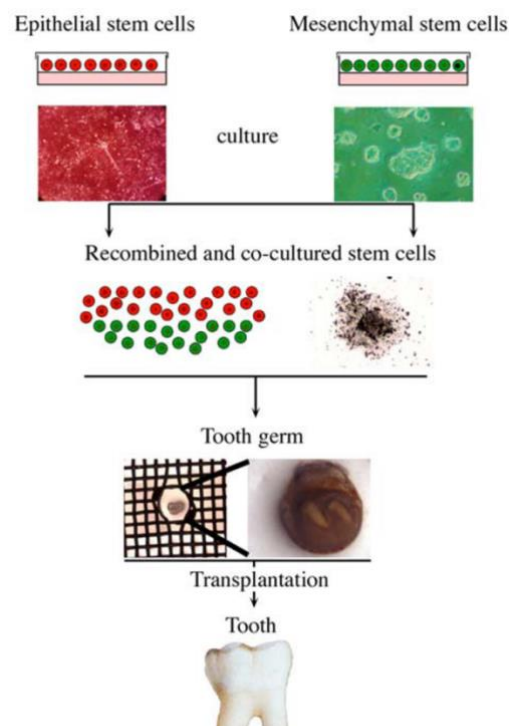 Epithelial stem cells
Mesenchymal stem cells
culture
Recombined and co-cultured stem cells
Tooth germ
Transplantation
Tooth